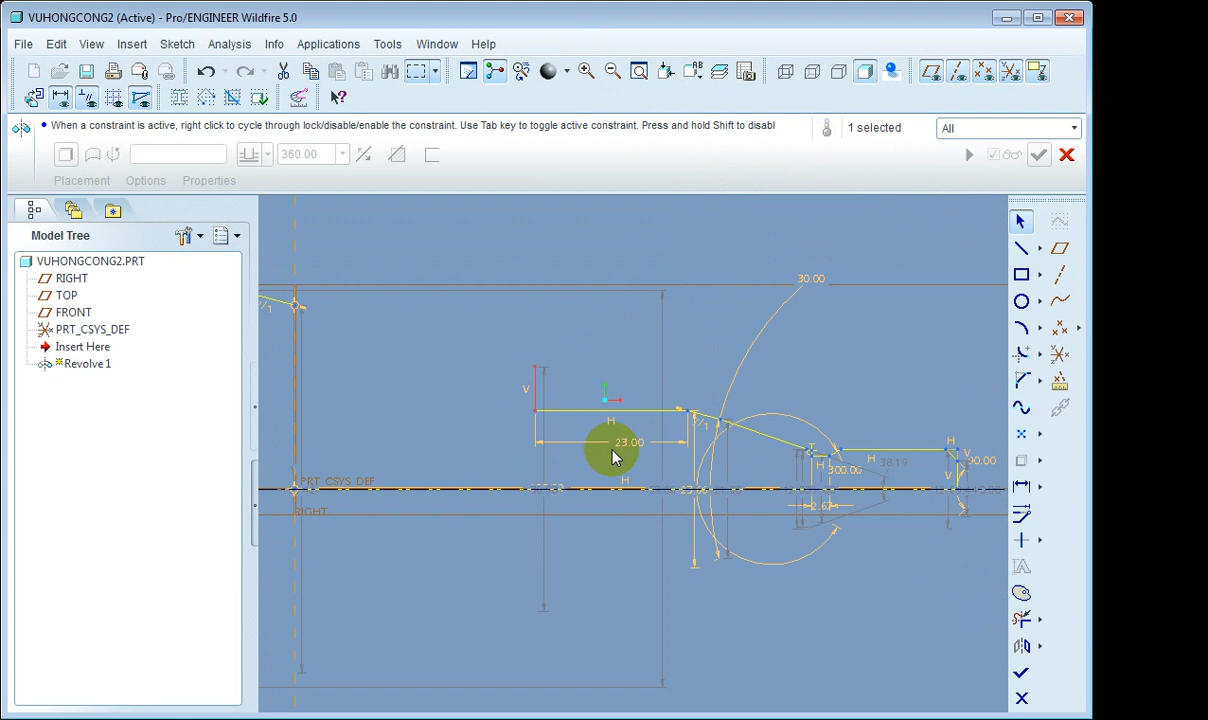 VUHONGCONG2 (Active) - Pro/ENGINEER Wildfire 5.0
File Edit View Insert Sketch Analysis Info Applications Tools Window Help
When a constraint is active, right click to cycle through lock/disable/enable the constraint. Use Tab key to toggle active constraint. Press and hold Shift to disabl
1 selected
All
360.00
Placement Options Properties
Model Tree
VUHONGCONG2.PRT
RIGHT
TOP
FRONT
PRT_CSYS_DEF
Insert Here
Revolve 1
30.00
V
H
23.00
H
H
H
V
H
300.00
38.19
V
PRT_CSYS_DEF
RIGHT